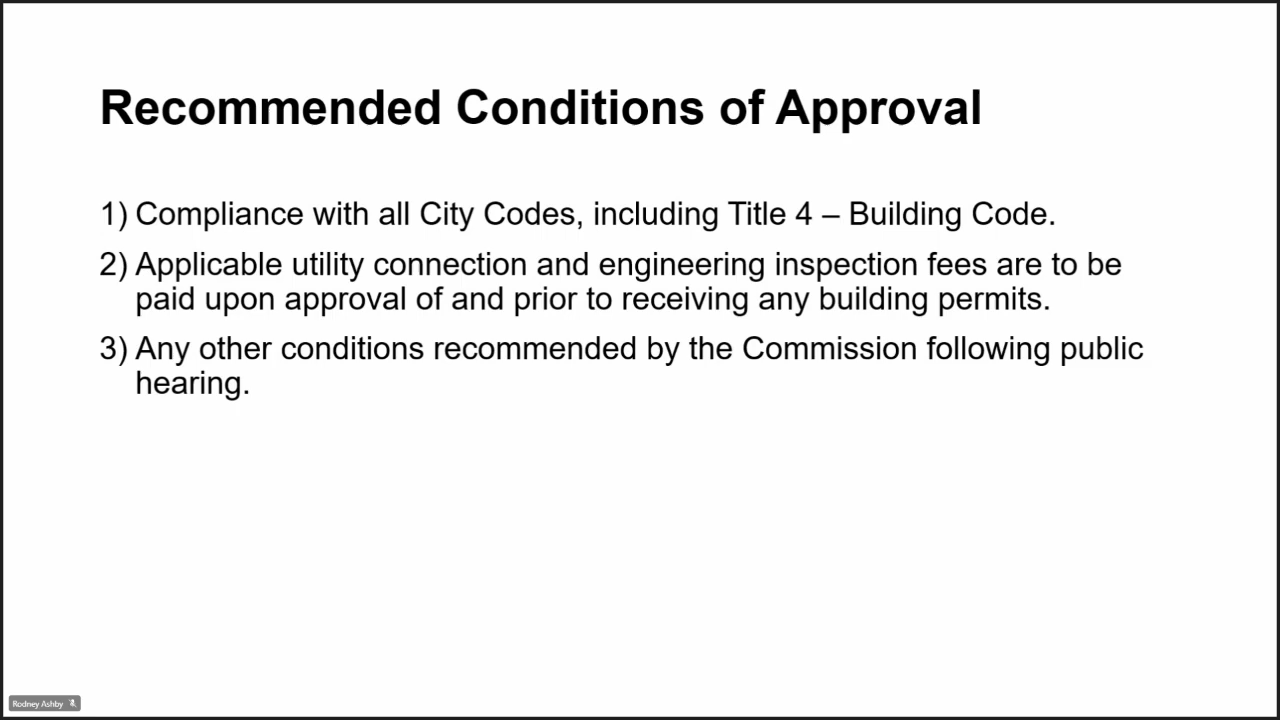 Recommended Conditions of Approval
1) Compliance with all City Codes, including Title 4 – Building Code.
2) Applicable utility connection and engineering inspection fees are to be
paid upon approval of and prior to receiving any building permits.
3) Any other conditions recommended by the Commission following public
hearing.
Rodney Ashby